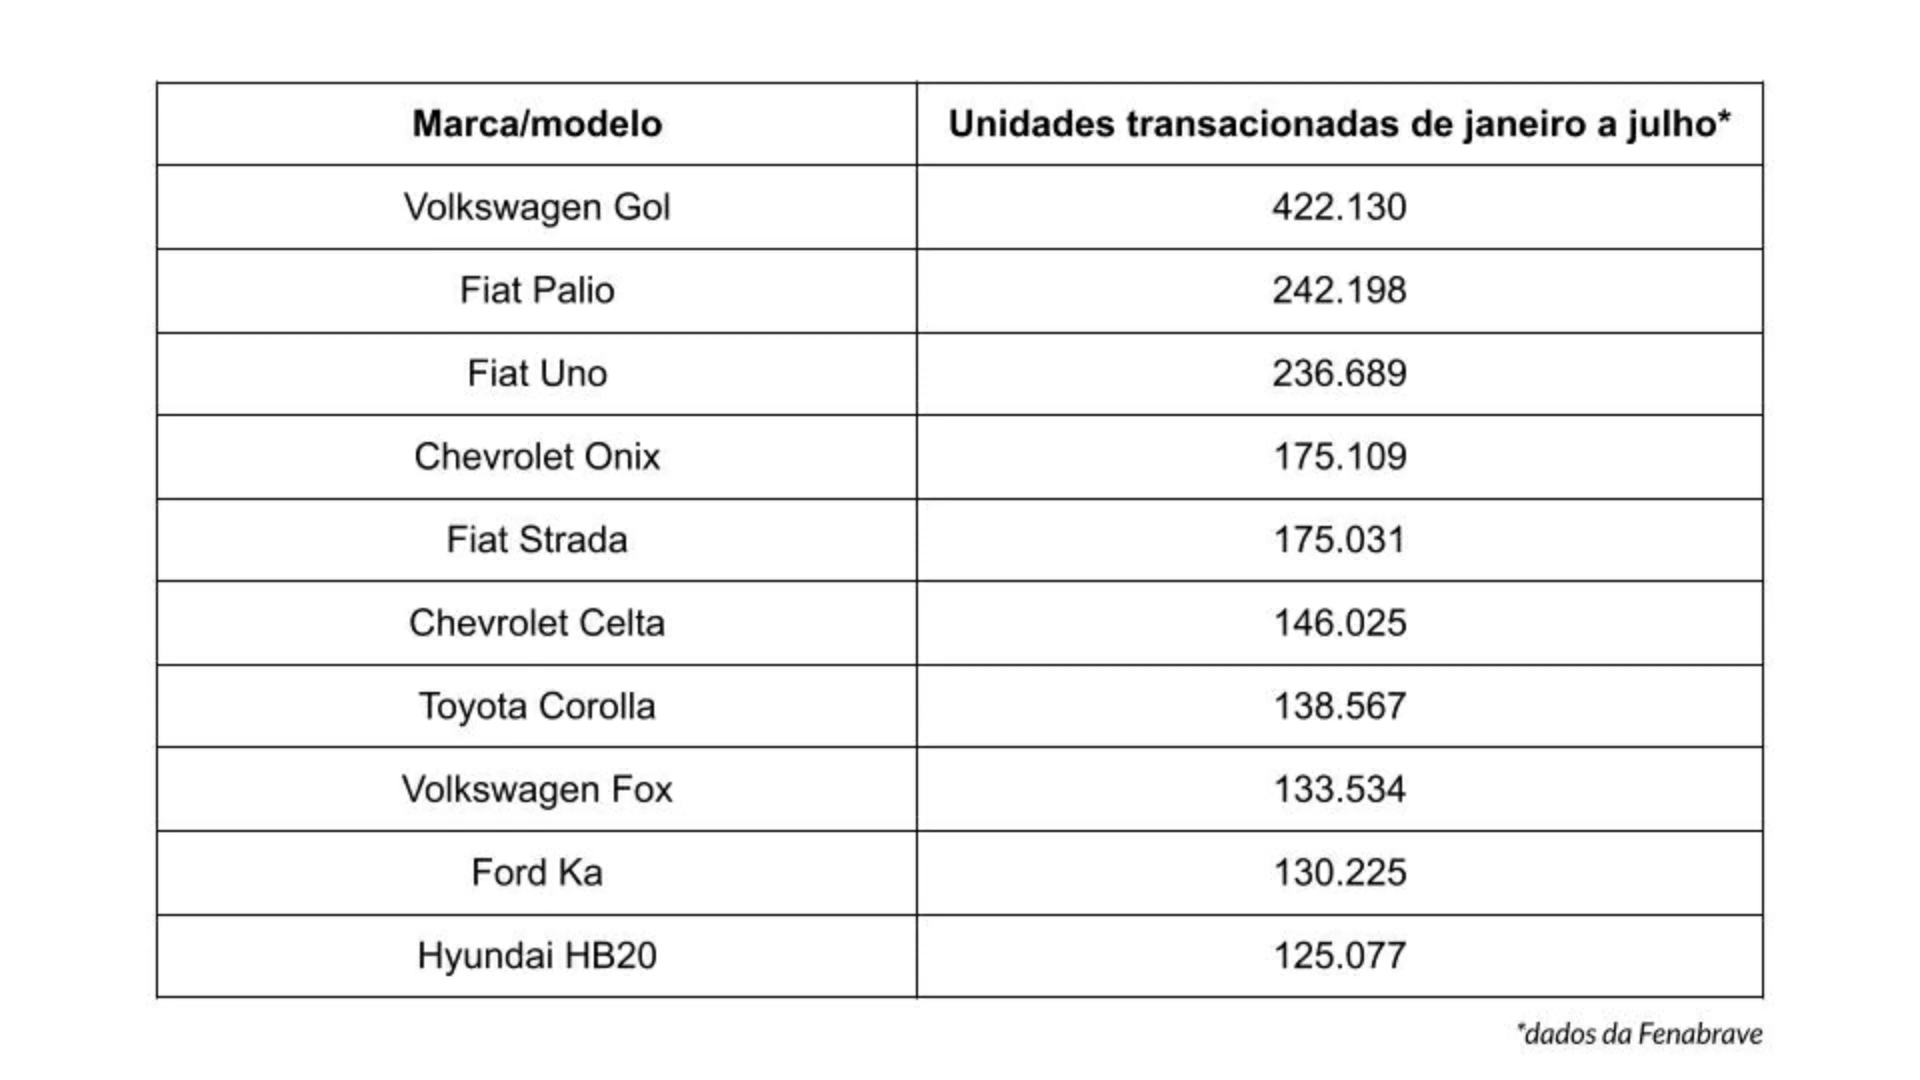 Marca/modelo Unidades transacionadas de janeiro a julho*
Volkswagen Gol 422.130
Fiat Palio 242.198
Fiat Uno 236.689
Chevrolet Onix 175.109
Fiat Strada 175.031
Chevrolet Celta 146.025
Toyota Corolla 138.567
Volkswagen Fox 133.534
Ford Ka 130.225
Hyundai HB20 125.077
*dados da Fenabrave